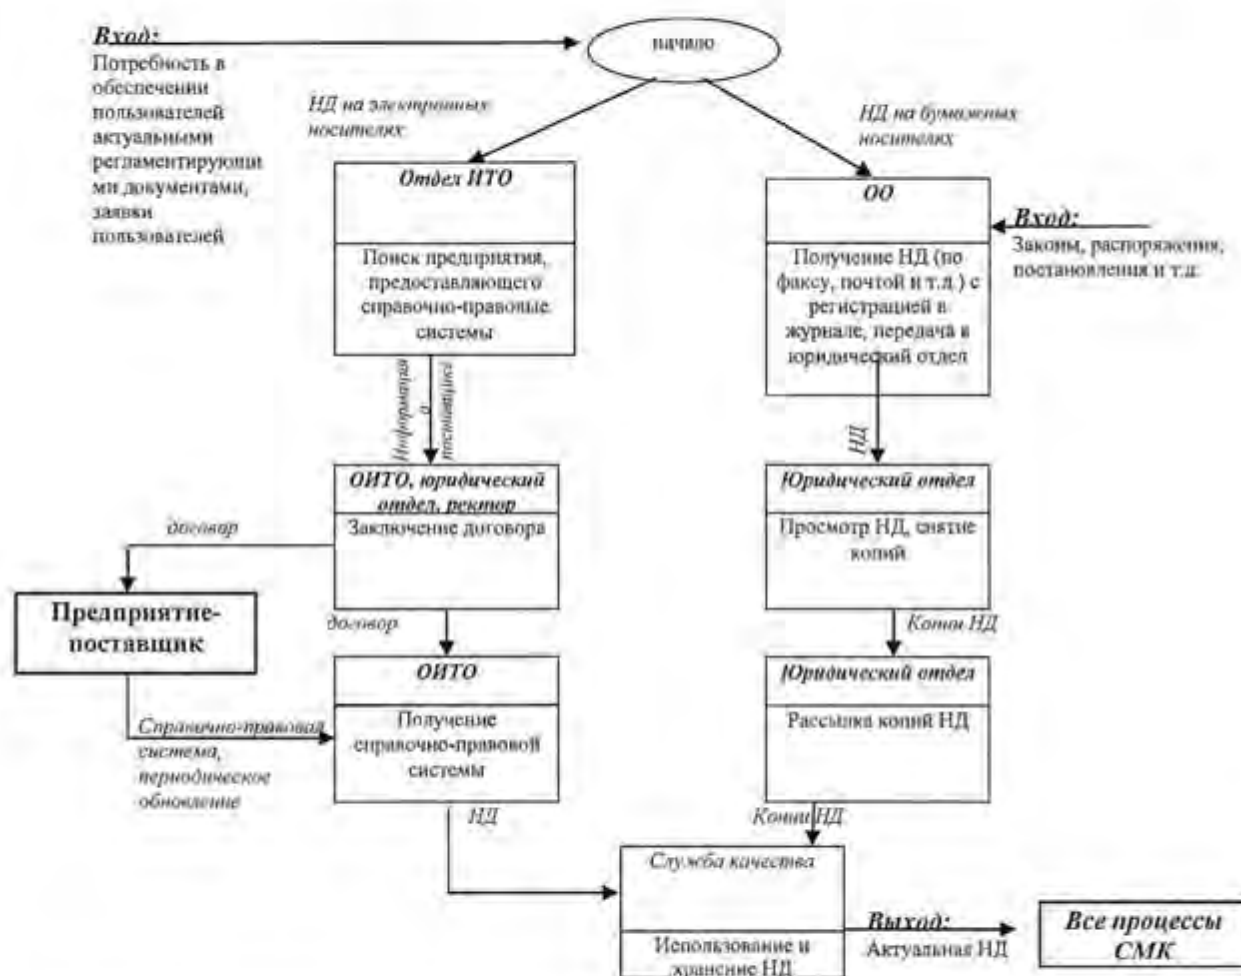 Вход:
Потребность в
обеспечении
пользователей
актуальными
регламентирующи
ми документами,
заявки
пользователей
начало
НД на электронных
носителях
НД на бумажных
носителях
Отдел ИТО
Поиск предприятия,
предоставляющего
справочно-правовые
системы
ОО
Получение НД (по
факсу, почтой и т.д.) с
регистрацией в
журнале, передача в
юридический отдел
Вход:
Законы, распоряжения,
постановления и т.д.
Информация
о
поставщике
НД
ОИТО, юридический
отдел, ректор
Заключение договора
Юридический отдел
Просмотр НД, снятие
копий
договор
Предприятие-
поставщик
договор
Копии НД
ОИТО
Получение
справочно-правовой
системы
Юридический отдел
Рассылка копий НД
Справочно-правовая
система,
периодическое
обновление
НД
Копии НД
Служба качества
Использование и
хранение НД
Выход:
Актуальная НД
Все процессы
СМК